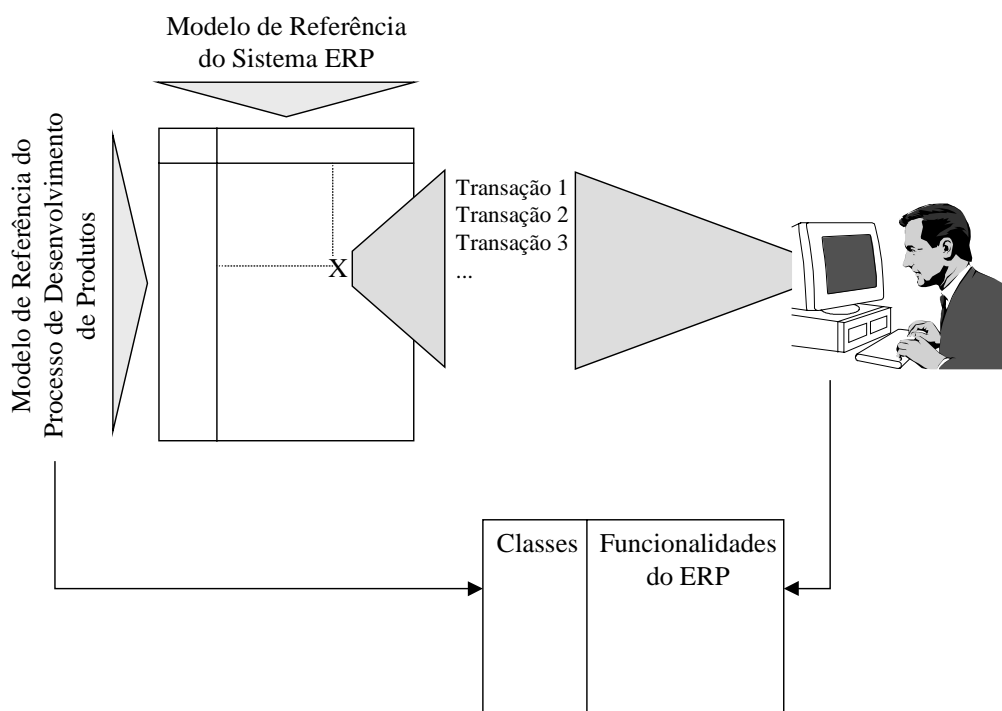 Modelo de Referência
do Sistema ERP
Modelo de Referência do
Processo de Desenvolvimento
de Produtos
X
Transação 1
Transação 2
Transação 3
...
Classes
Funcionalidades
do ERP